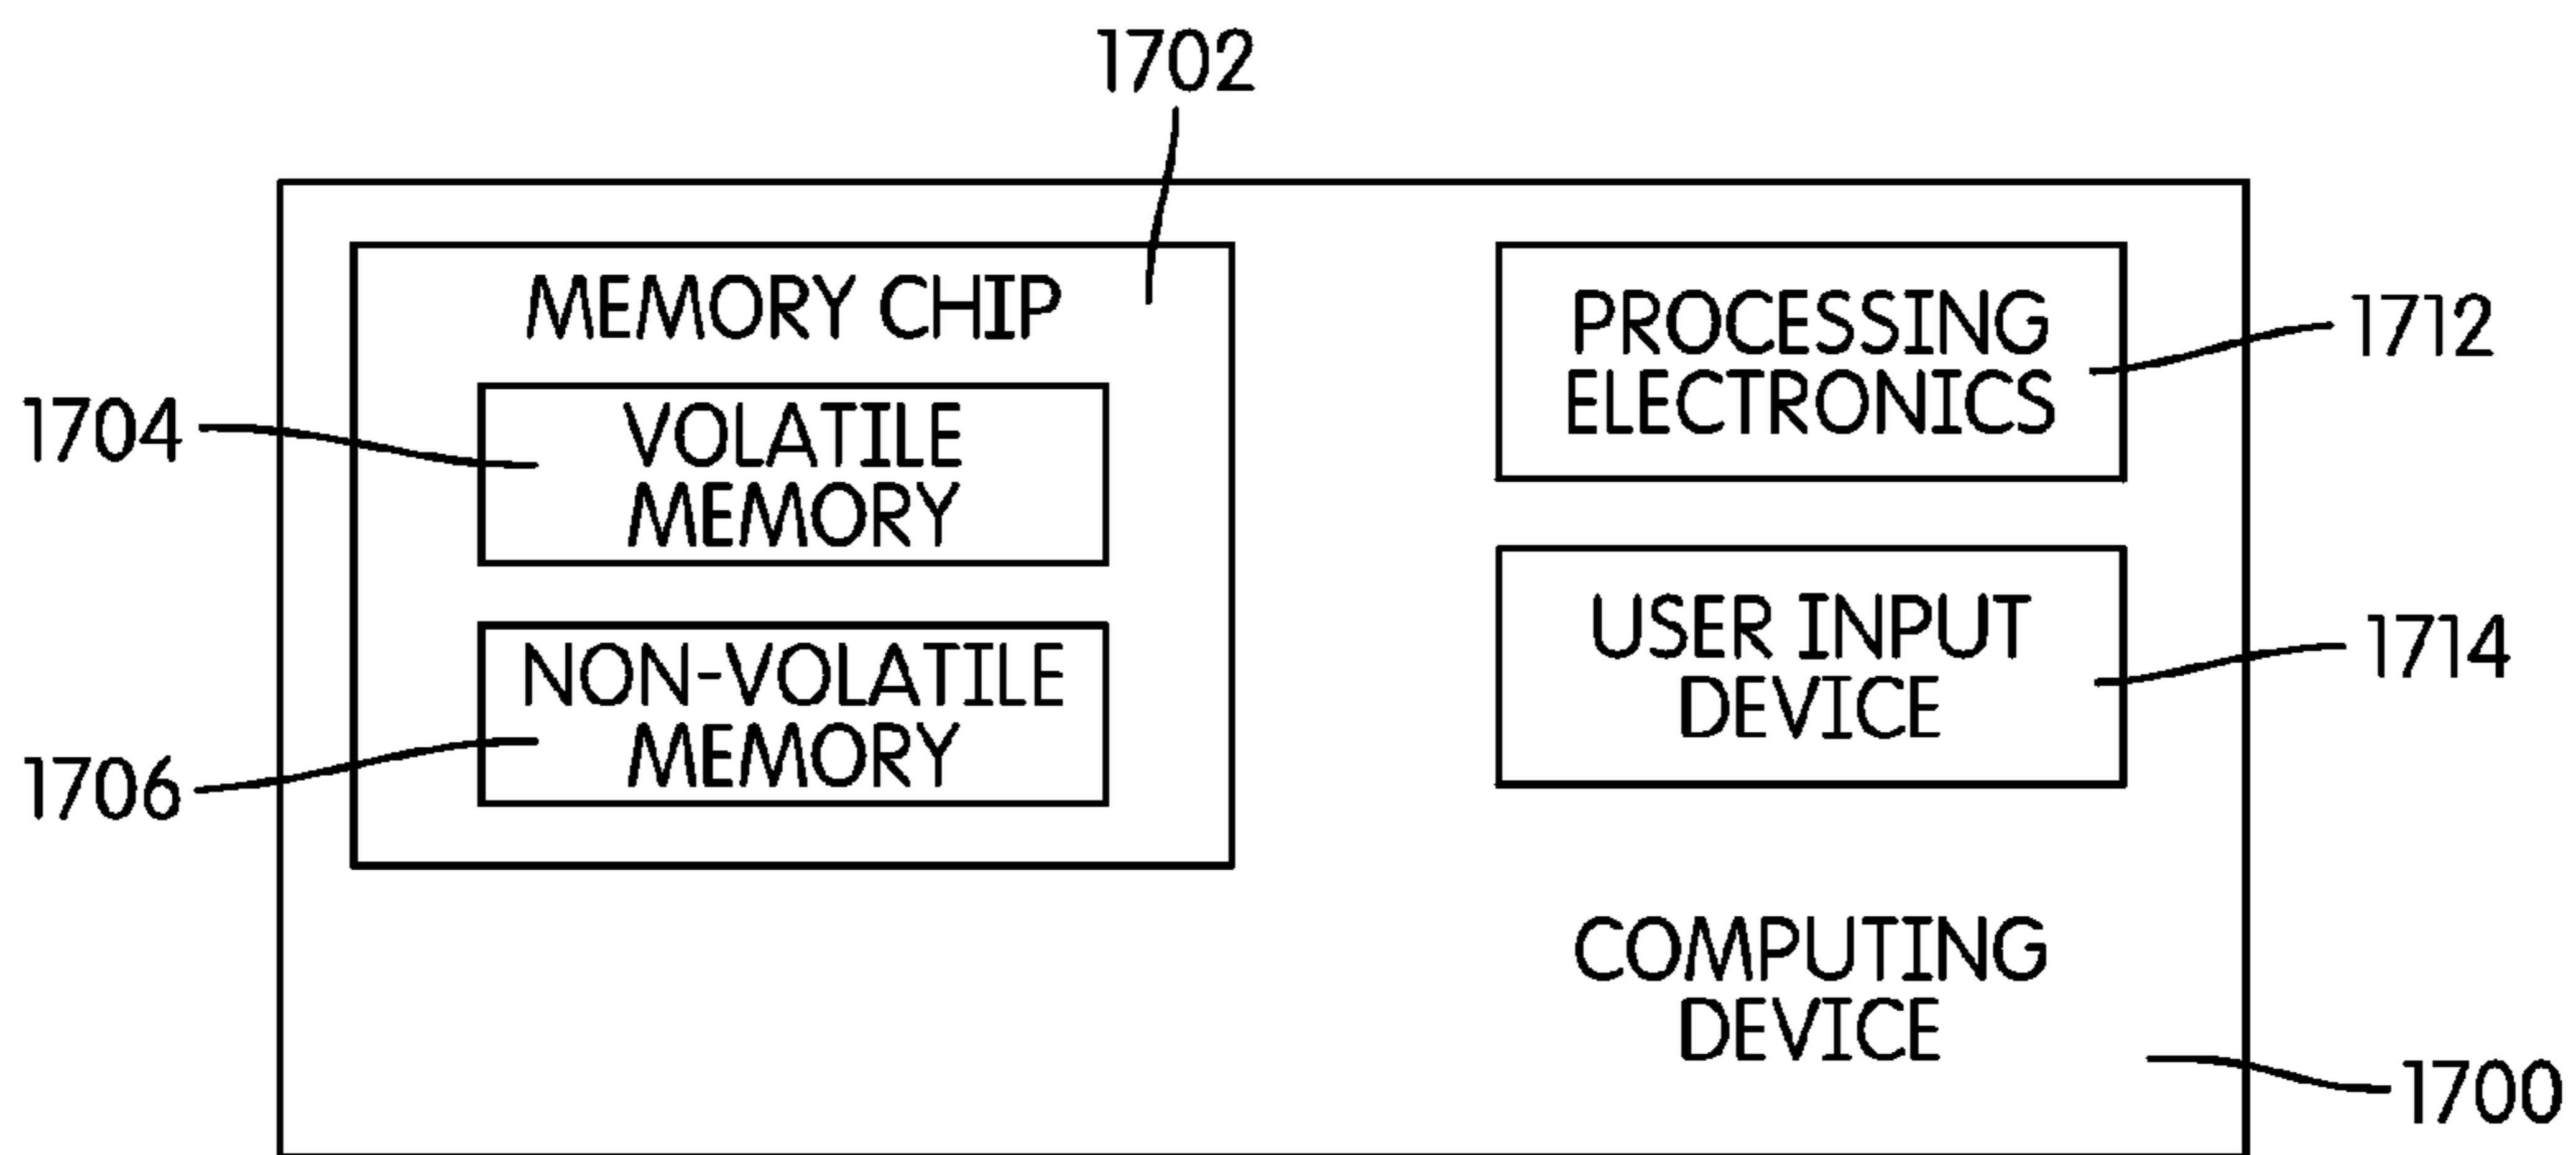 1702
MEMORY CHIP
1704
VOLATILE
MEMORY
1706
NON-VOLATILE
MEMORY
PROCESSING
ELECTRONICS
1712
USER INPUT
DEVICE
1714
COMPUTING
DEVICE
1700